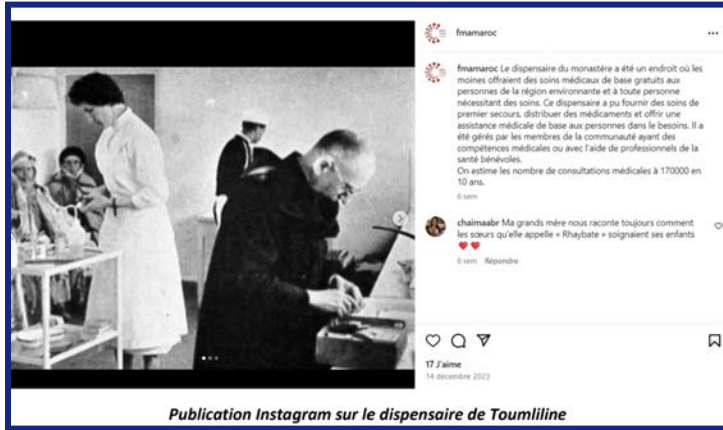 fmamaroc
fmamaroc Le dispensaire du monastère a été un endroit où les
moines offraient des soins médicaux de base gratuits aux
personnes de la région environnante et à toute personne
nécessitant des soins. Ce dispensaire a pu fournir des soins de
premier secours, distribuer des médicaments et offrir une
assistance médicale de base aux personnes dans le besoins. Il a
été gérés par les membres de la communauté ayant des
compétences médicales ou avec l'aide de professionnels de la
santé bénévoles.
On estime les nombre de consultations médicales à 170000 en
10 ans.
6 sem
chaimaabr Ma grands mère nous raconte toujours comment
les sœurs qu'elle appelle « Rhaybate » soignaient ses enfants
❤️❤️
6 sem Répondre
17 J'aime
14 décembre 2023
Publication Instagram sur le dispensaire de Toumliline